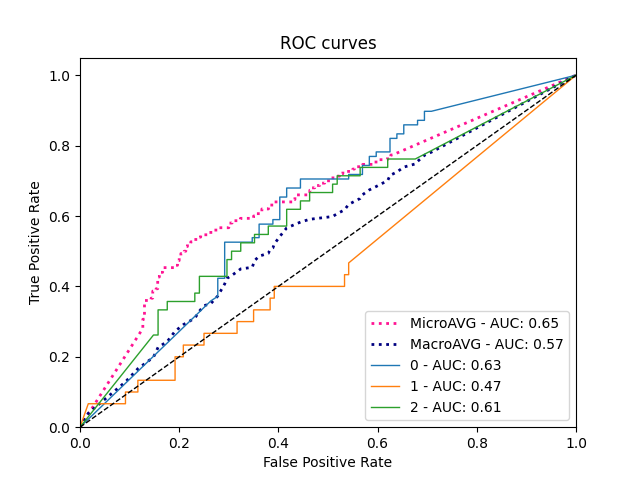 ROC curves
True Positive Rate
1.0
0.8
0.6
0.4
0.2
0.0
MicroAVG - AUC: 0.65
MacroAVG - AUC: 0.57
0 - AUC: 0.63
1 - AUC: 0.47
2 - AUC: 0.61
0.0 0.2 0.4 0.6 0.8 1.0
False Positive Rate